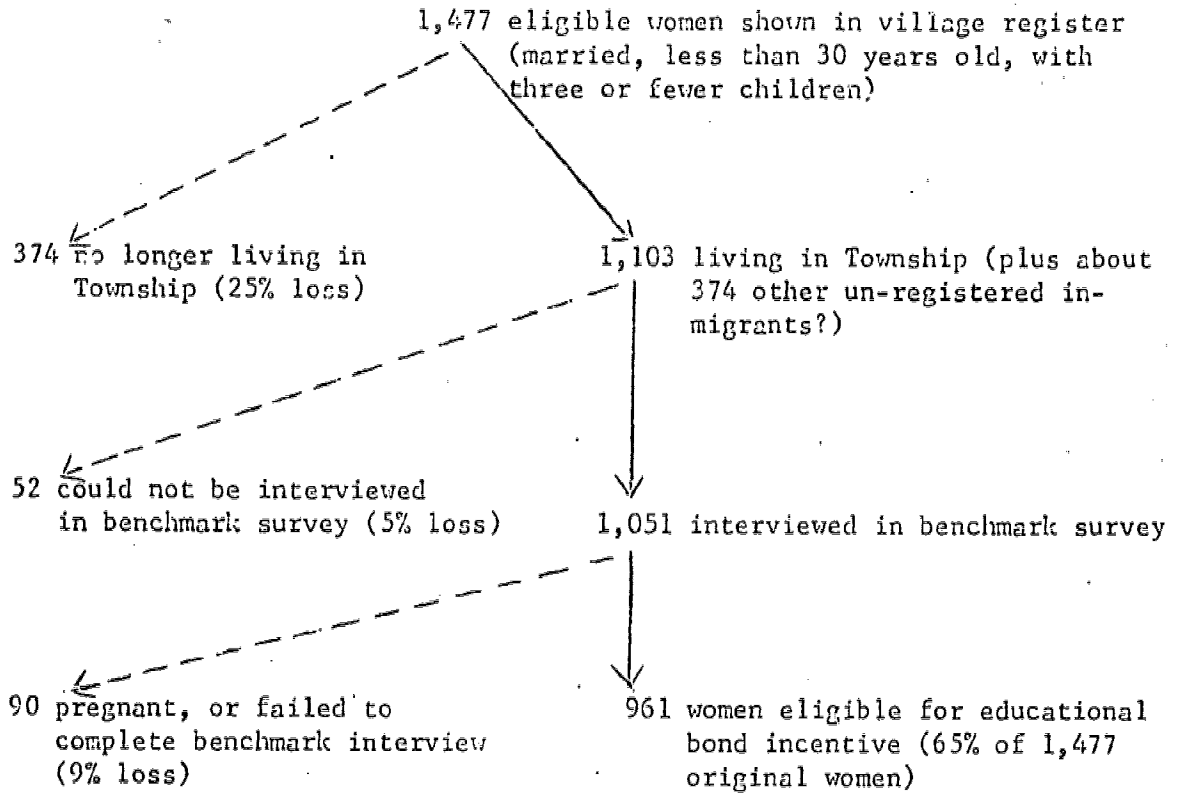 1,477 eligible women shown in village register
(married, less than 30 years old, with
three or fewer children)
374 no longer living in
Township (25% loss)
1,103 living in Township (plus about
374 other un-registered in-
migrants?)
52 could not be interviewed
in benchmark survey (5% loss)
1,051 interviewed in benchmark survey
90 pregnant, or failed to
complete benchmark interview
(9% loss)
961 women eligible for educational
bond incentive (65% of 1,477
original women)